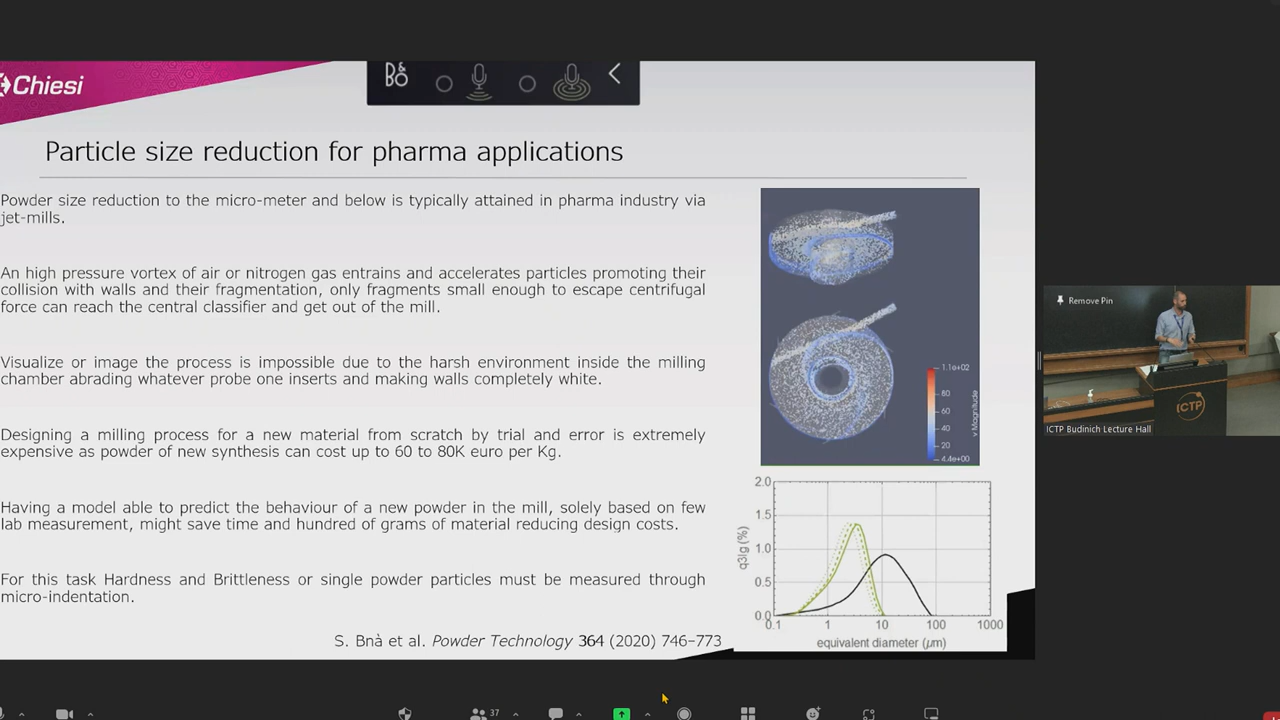 Chiesi
B&O
Particle size reduction for pharma applications
Powder size reduction to the micro-meter and below is typically attained in pharma industry via
jet-mills.
An high pressure vortex of air or nitrogen gas entrains and accelerates particles promoting their
collision with walls and their fragmentation, only fragments small enough to escape centrifugal
force can reach the central classifier and get out of the mill.
Visualize or image the process is impossible due to the harsh environment inside the milling
chamber abrading whatever probe one inserts and making walls completely white.
Designing a milling process for a new material from scratch by trial and error is extremely
expensive as powder of new synthesis can cost up to 60 to 80K euro per Kg.
Having a model able to predict the behaviour of a new powder in the mill, solely based on few
lab measurement, might save time and hundred of grams of material reducing design costs.
For this task Hardness and Brittleness or single powder particles must be measured through
micro-indentation.
S. Bnà et al. Powder Technology 364 (2020) 746-773
1.1e+02
80
60
40
20
4.4e+00
v Magnitude
2.0
1.5
1.0
0.5
0.0
q3lg (%)
0.1 1 10 100 1000
equivalent diameter (µm)
Remove Pin
ICTP
ICTP Budinich Lecture Hall
37